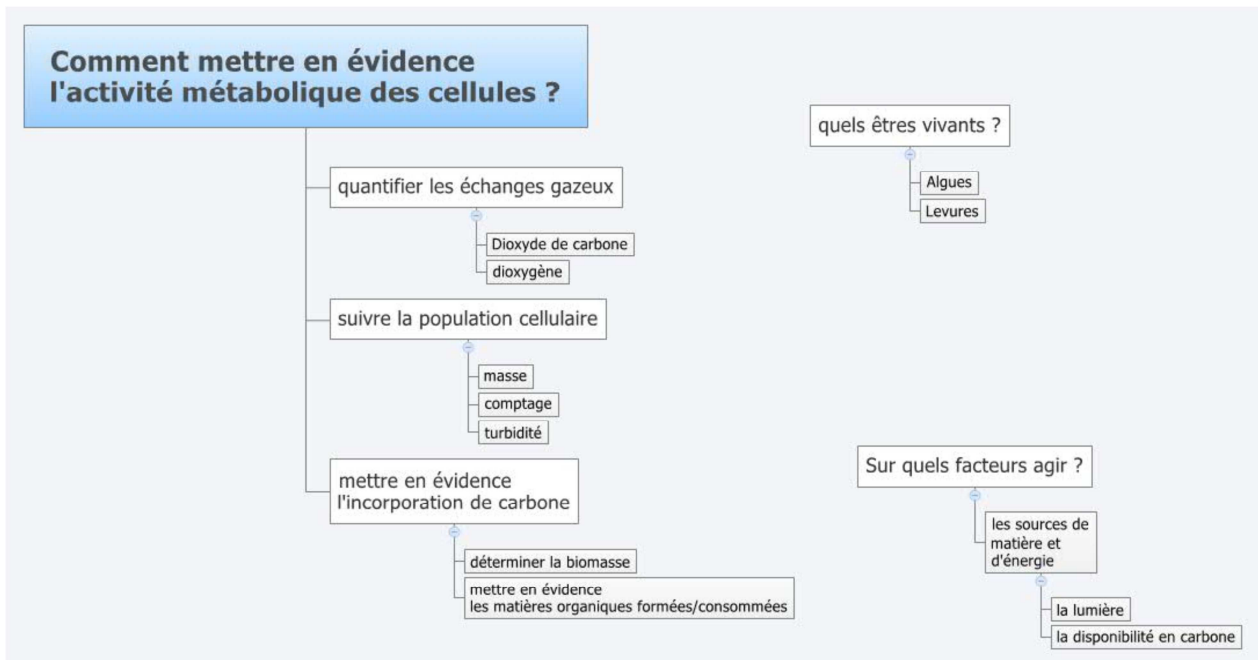 Comment mettre en évidence
l'activité métabolique des cellules ?
quantifier les échanges gazeux
Dioxyde de carbone
dioxygène
suivre la population cellulaire
masse
comptage
turbidité
mettre en évidence
l'incorporation de carbone
déterminer la biomasse
mettre en évidence
les matières organiques formées/consommées
quels êtres vivants ?
Algues
Levures
Sur quels facteurs agir ?
les sources de
matière et
d'énergie
la lumière
la disponibilité en carbone